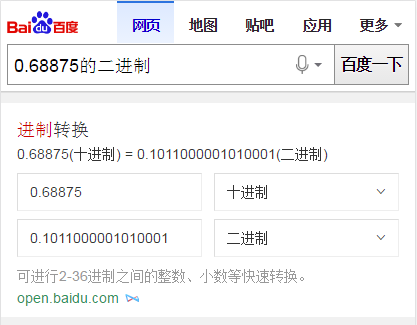 Bai du 百度 网页 地图 贴吧 应用 更多
0.68875的二进制 百度一下
进制转换
0.68875(十进制) = 0.1011000001010001(二进制)
0.68875 十进制
0.1011000001010001 二进制
可进行2-36进制之间的整数、小数等快速转换。
open.baidu.com